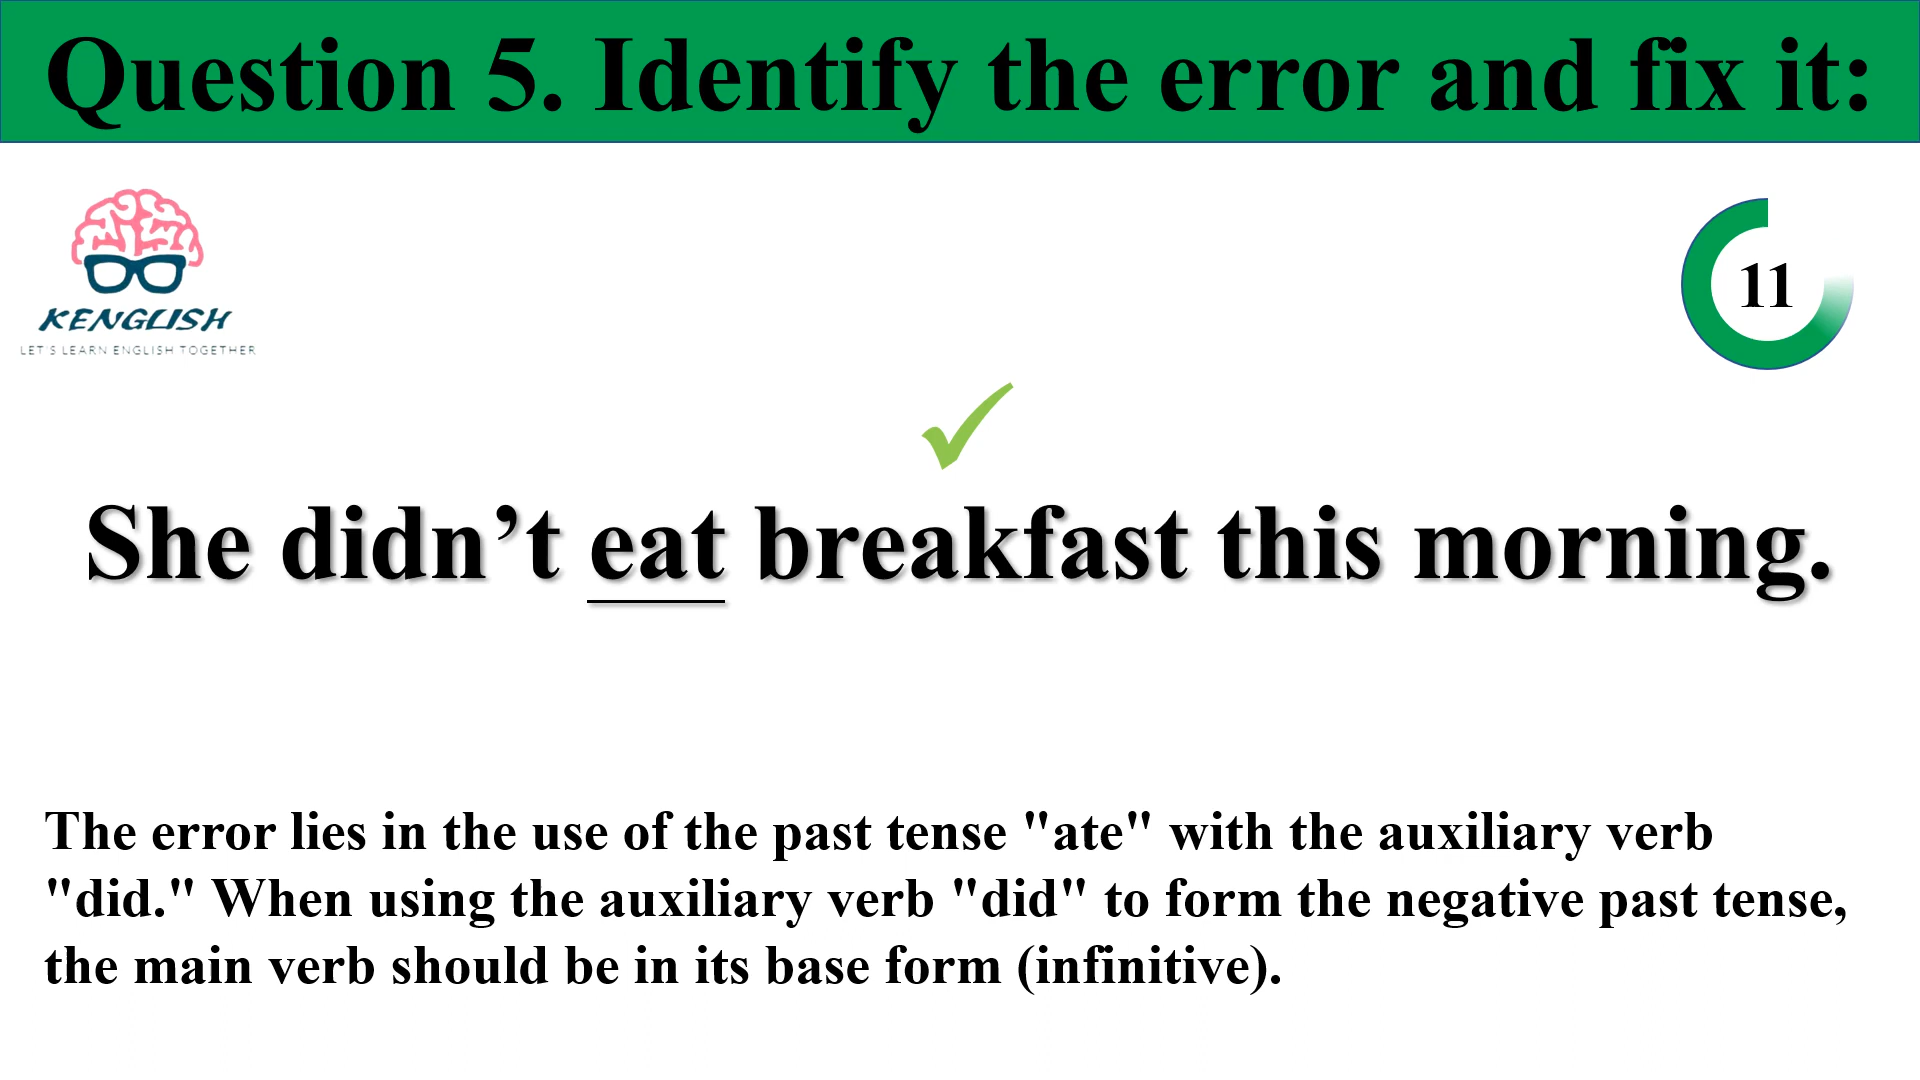 Question 5. Identify the error and fix it:
KENGLISH
LET'S LEARN ENGLISH TOGETHER
11
She didn’t eat breakfast this morning.
The error lies in the use of the past tense "ate" with the auxiliary verb
"did." When using the auxiliary verb "did" to form the negative past tense,
the main verb should be in its base form (infinitive).